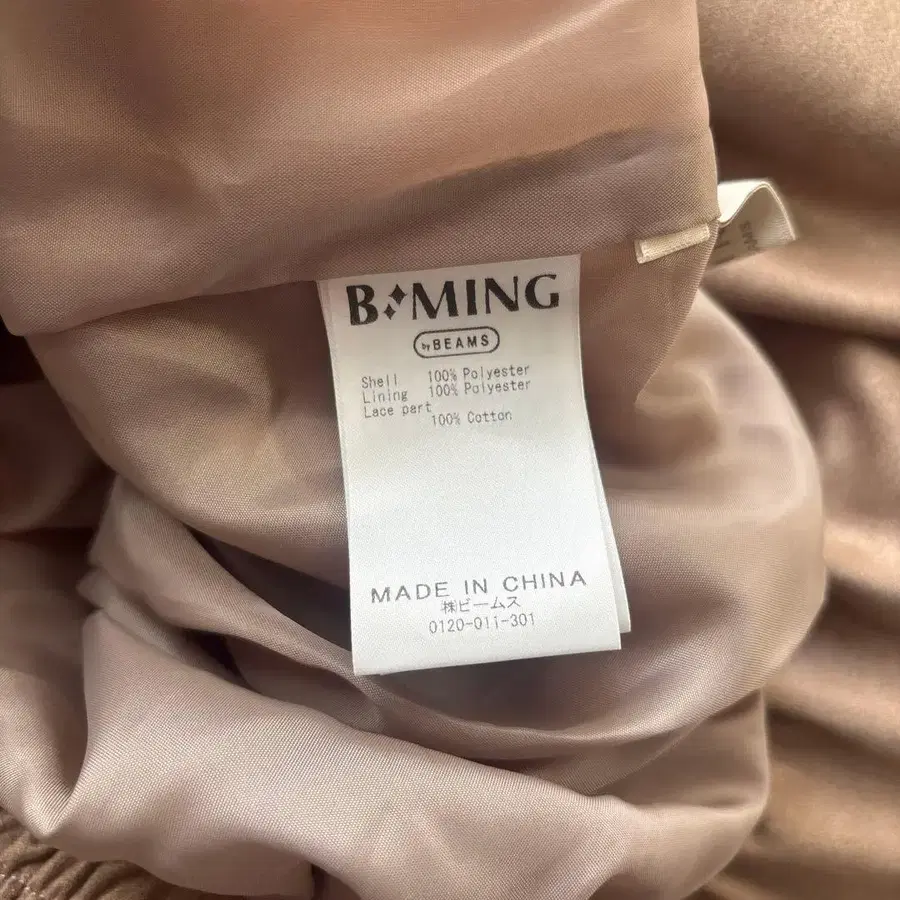 B MING
by BEAMS
Shell 100% Polyester
Lining 100% Polyester
Lace part
100% Cotton
MADE IN CHINA
㈱ビームス
0120-011-301